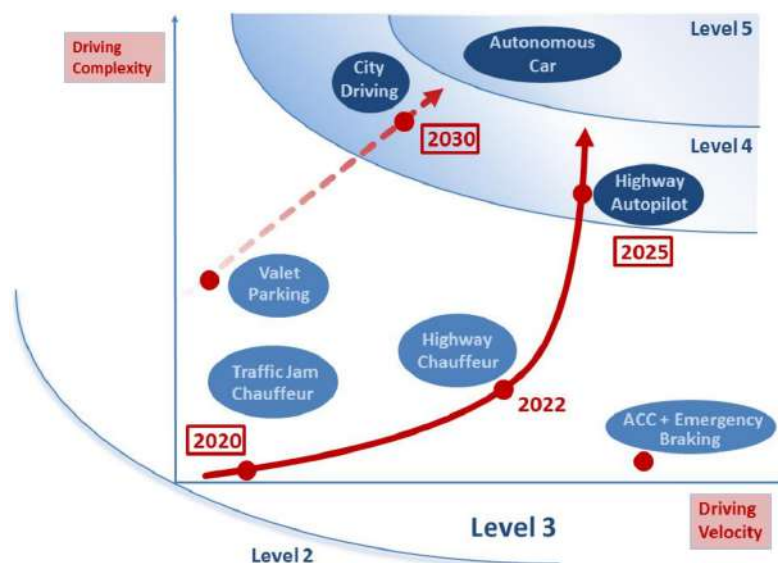 Driving
Complexity
City
Driving
Autonomous
Car
Level 5
2030
Level 4
Highway
Autopilot
2025
Valet
Parking
Highway
Chauffeur
Traffic Jam
Chauffeur
2022
2020
ACC + Emergency
Braking
Level 3
Driving
Velocity
Level 2